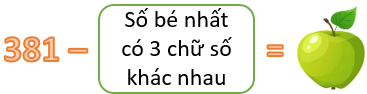 381 – Số bé nhất
có 3 chữ số
khác nhau =